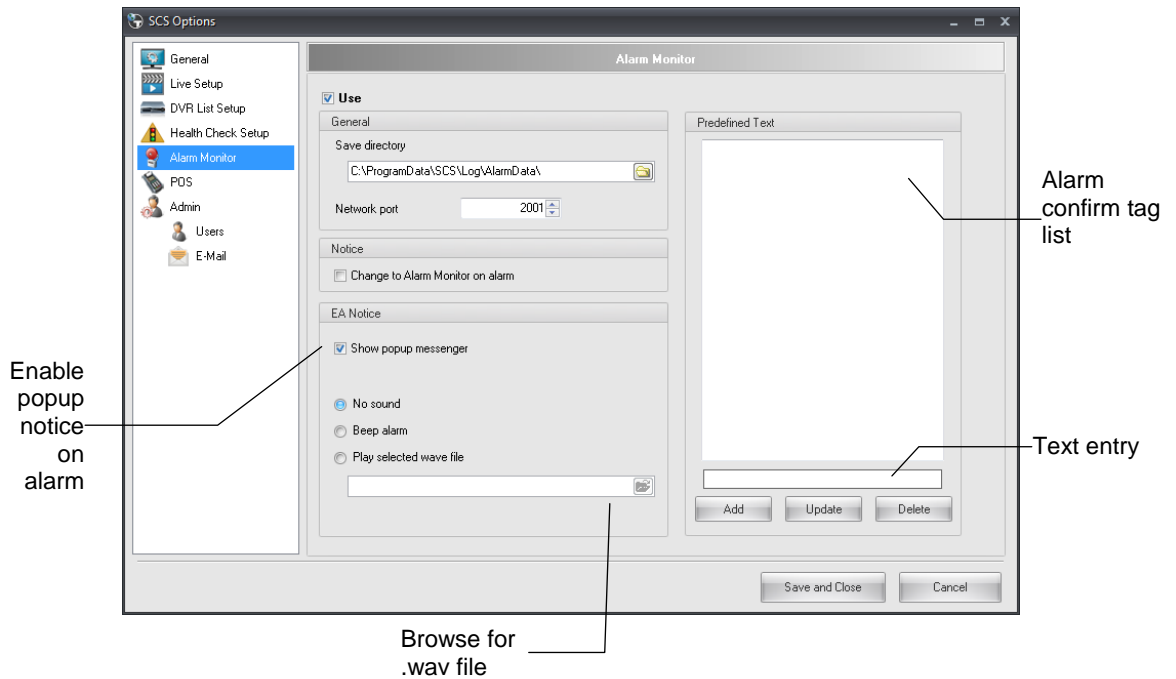 SCS Options
General
Live Setup
DVR List Setup
Health Check Setup
Alarm Monitor
POS
Admin
Users
E-Mail
Alarm Monitor
Use
General
Save directory
C:\ProgramData\SCS\Log\AlarmData\
Network port
2001
Notice
Change to Alarm Monitor on alarm
EA Notice
Show popup messenger
No sound
Beep alarm
Play selected wave file
Predefined Text
Add
Update
Delete
Save and Close
Cancel
Alarm
confirm tag
list
Text entry
Enable
popup
notice
on
alarm
Browse for
.wav file